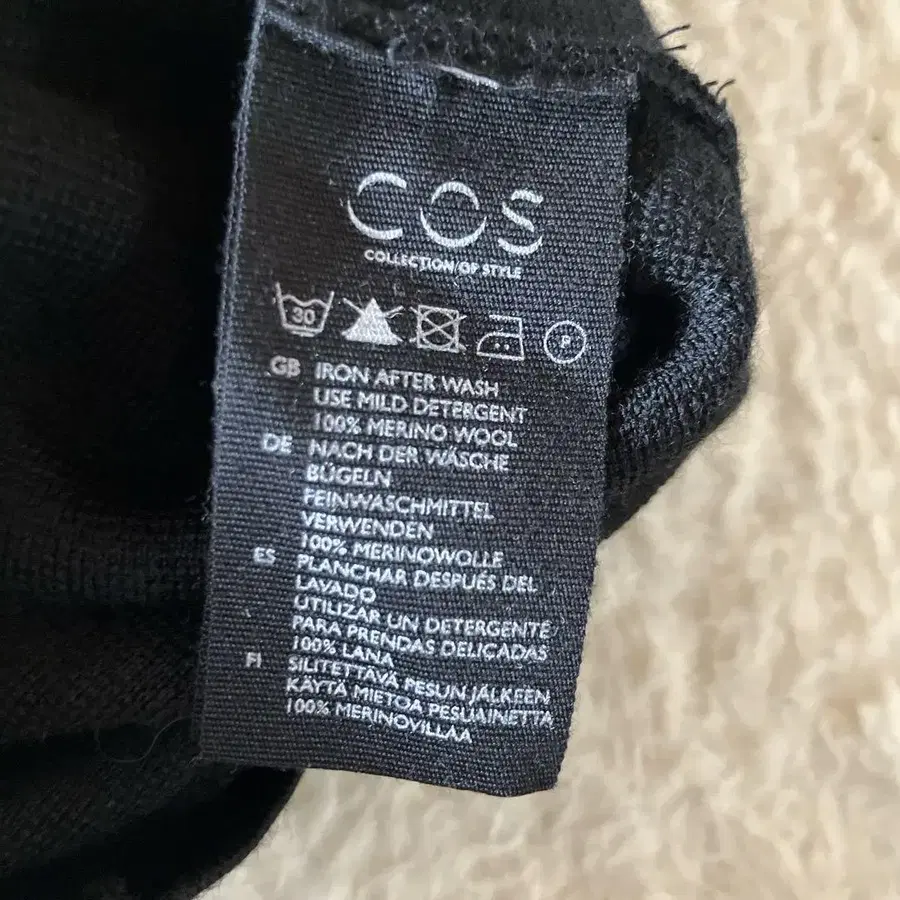 COS
COLLECTION OF STYLE
30 P
GB IRON AFTER WASH
USE MILD DETERGENT
100% MERINO WOOL
DE NACH DER WÄSCHE
BÜGELN
FEINWASCHMITTEL
VERWENDEN
100% MERINOWOLLE
ES PLANCHAR DESPUÉS DEL
LAVADO
UTILIZAR UN DETERGENTE
PARA PRENDAS DELICADAS
100% LANA
FI SILITETTÄVÄ PESUN JÄLKEEN
KÄYTÄ MIETOA PESUAINETTA
100% MERINOVILLAA